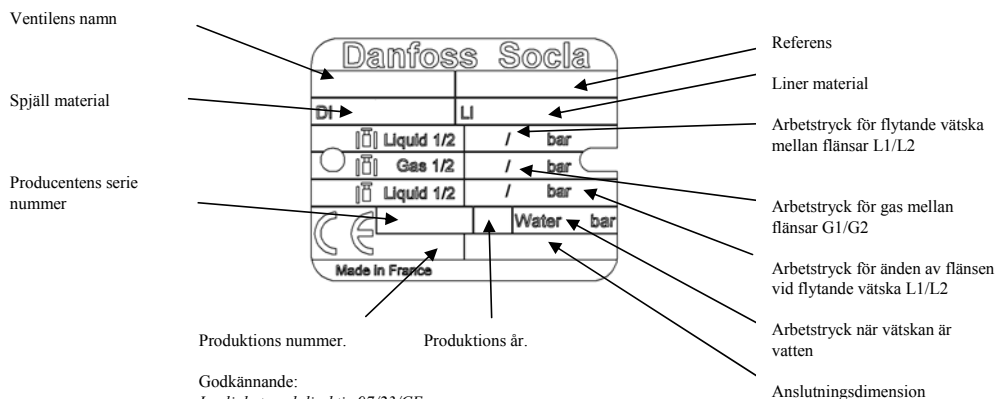 Ventilens namn
Spjäll material
Producentens serie
nummer
Danfoss Socla
DI LI
Liquid 1/2 / bar
Gas 1/2 / bar
Liquid 1/2 / bar
CE Water bar
Made in France
Referens
Liner material
Arbetstryck för flytande vätska
mellan flänsar L1/L2
Arbetstryck för gas mellan
flänsar G1/G2
Arbetstryck för änden av flänsen
vid flytande vätska L1/L2
Arbetstryck när vätskan är
vatten
Anslutningsdimension
Produktions nummer. Produktions år.
Godkännande: